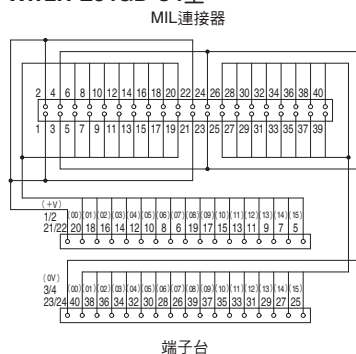 MIL連接器
2 4 6 8 10 12 14 16 18 20 22 24 26 28 30 32 34 36 38 40
1 3 5 7 9 11 13 15 17 19 21 23 25 27 29 31 33 35 37 39
(+V)
1/2 (00) (01) (02) (03) (04) (05) (06) (07) (08) (09) (10) (11) (12) (13) (14) (15)
21/22 20 18 16 14 12 10 8 6 19 17 15 13 11 9 7 5
(0V)
3/4 (00) (01) (02) (03) (04) (05) (06) (07) (08) (09) (10) (11) (12) (13) (14) (15)
23/24 40 38 36 34 32 30 28 26 39 37 35 33 31 29 27 25
端子台